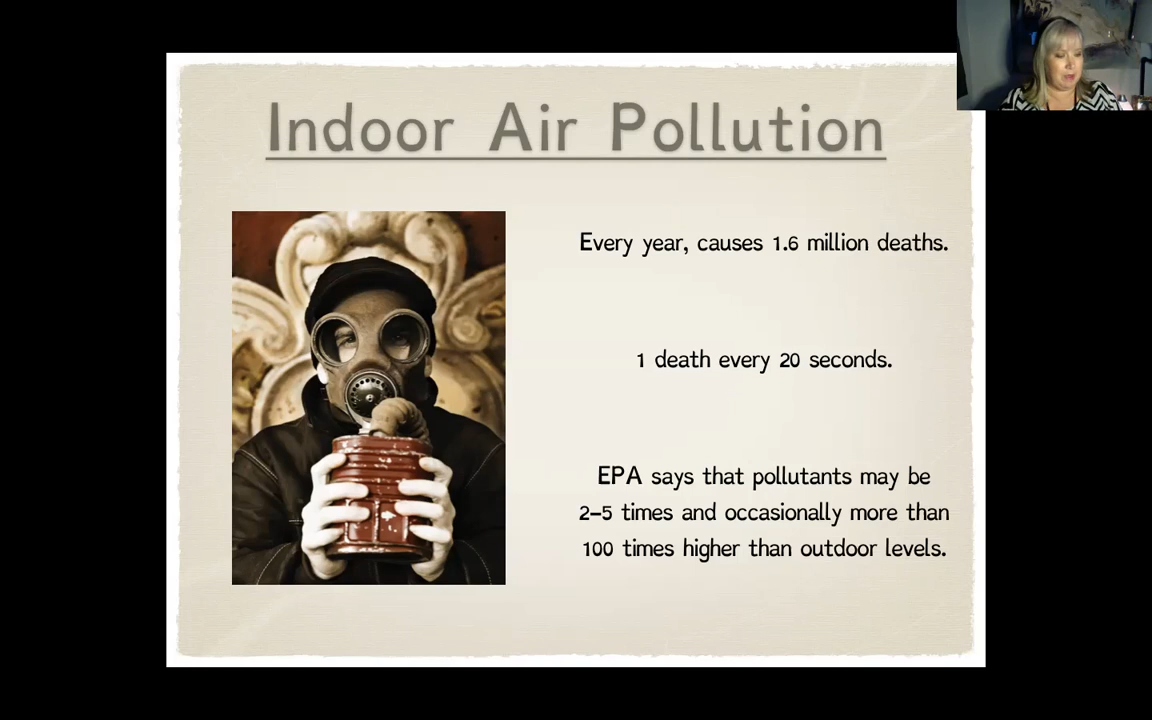 Indoor Air Pollution
Every year, causes 1.6 million deaths.
1 death every 20 seconds.
EPA says that pollutants may be
2–5 times and occasionally more than
100 times higher than outdoor levels.